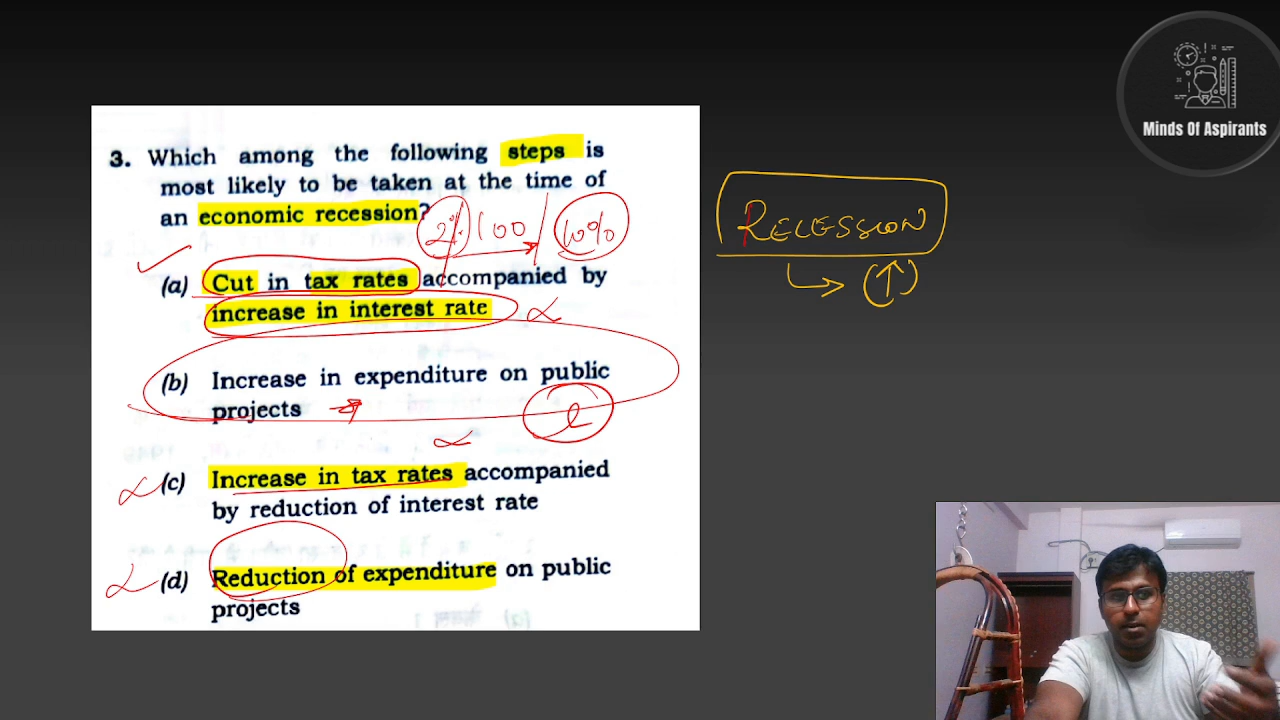 Minds Of Aspirants
3. Which among the following steps is
most likely to be taken at the time of
an economic recession?
2% 100 10%
(a) Cut in tax rates accompanied by
increase in interest rate
(b) Increase in expenditure on public
projects
(c) Increase in tax rates accompanied
by reduction of interest rate
(d) Reduction of expenditure on public
projects
RECESSION